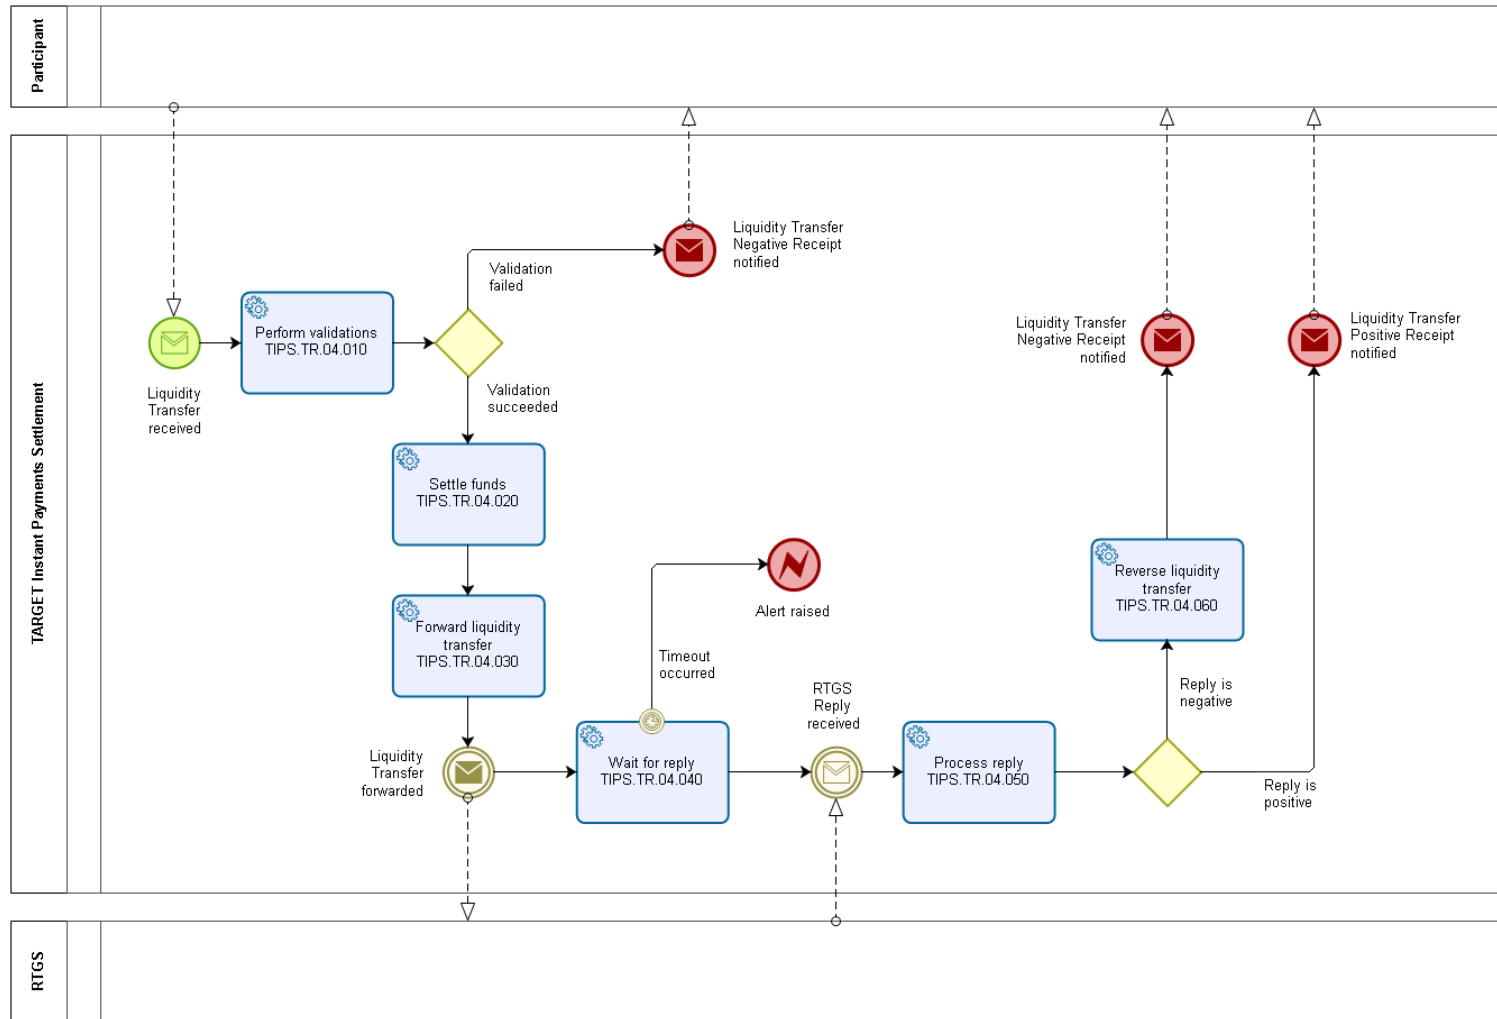 Participant
TARGET Instant Payments Settlement
RTGS
Liquidity
Transfer
received
Perform validations
TIPS.TR.04.010
Validation
failed
Liquidity Transfer
Negative Receipt
notified
Validation
succeeded
Settle funds
TIPS.TR.04.020
Forward liquidity
transfer
TIPS.TR.04.030
Liquidity
Transfer
forwarded
Wait for reply
TIPS.TR.04.040
Timeout
occurred
Alert raised
RTGS
Reply
received
Process reply
TIPS.TR.04.050
Reply is
negative
Reply is
positive
Reverse liquidity
transfer
TIPS.TR.04.060
Liquidity Transfer
Negative Receipt
notified
Liquidity Transfer
Positive Receipt
notified